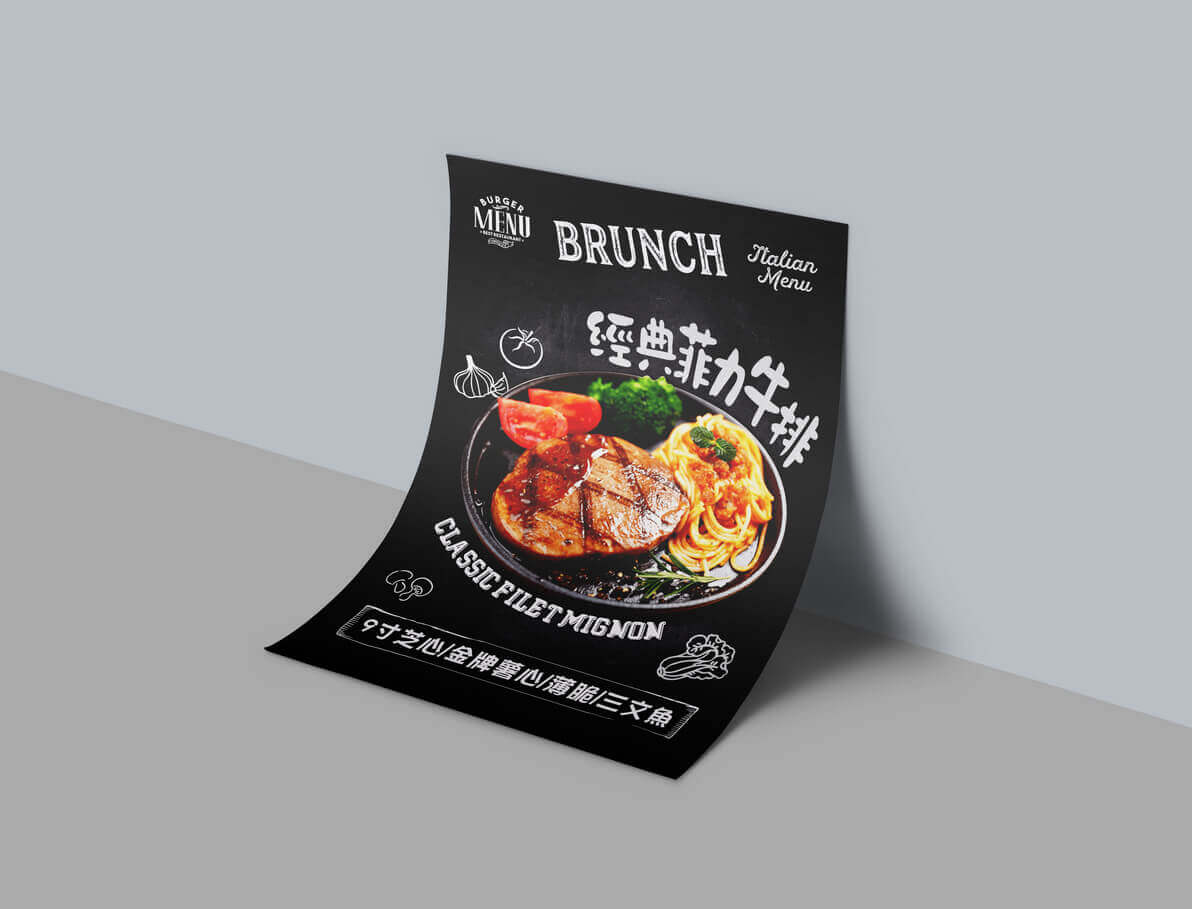 BURGER
MENU
BEST RESTAURANT
BRUNCH
Italian
Menu
經典菲力牛排
CLASSIC FILET MIGNON
9寸芝心/金牌薯心/薄脆/三文魚